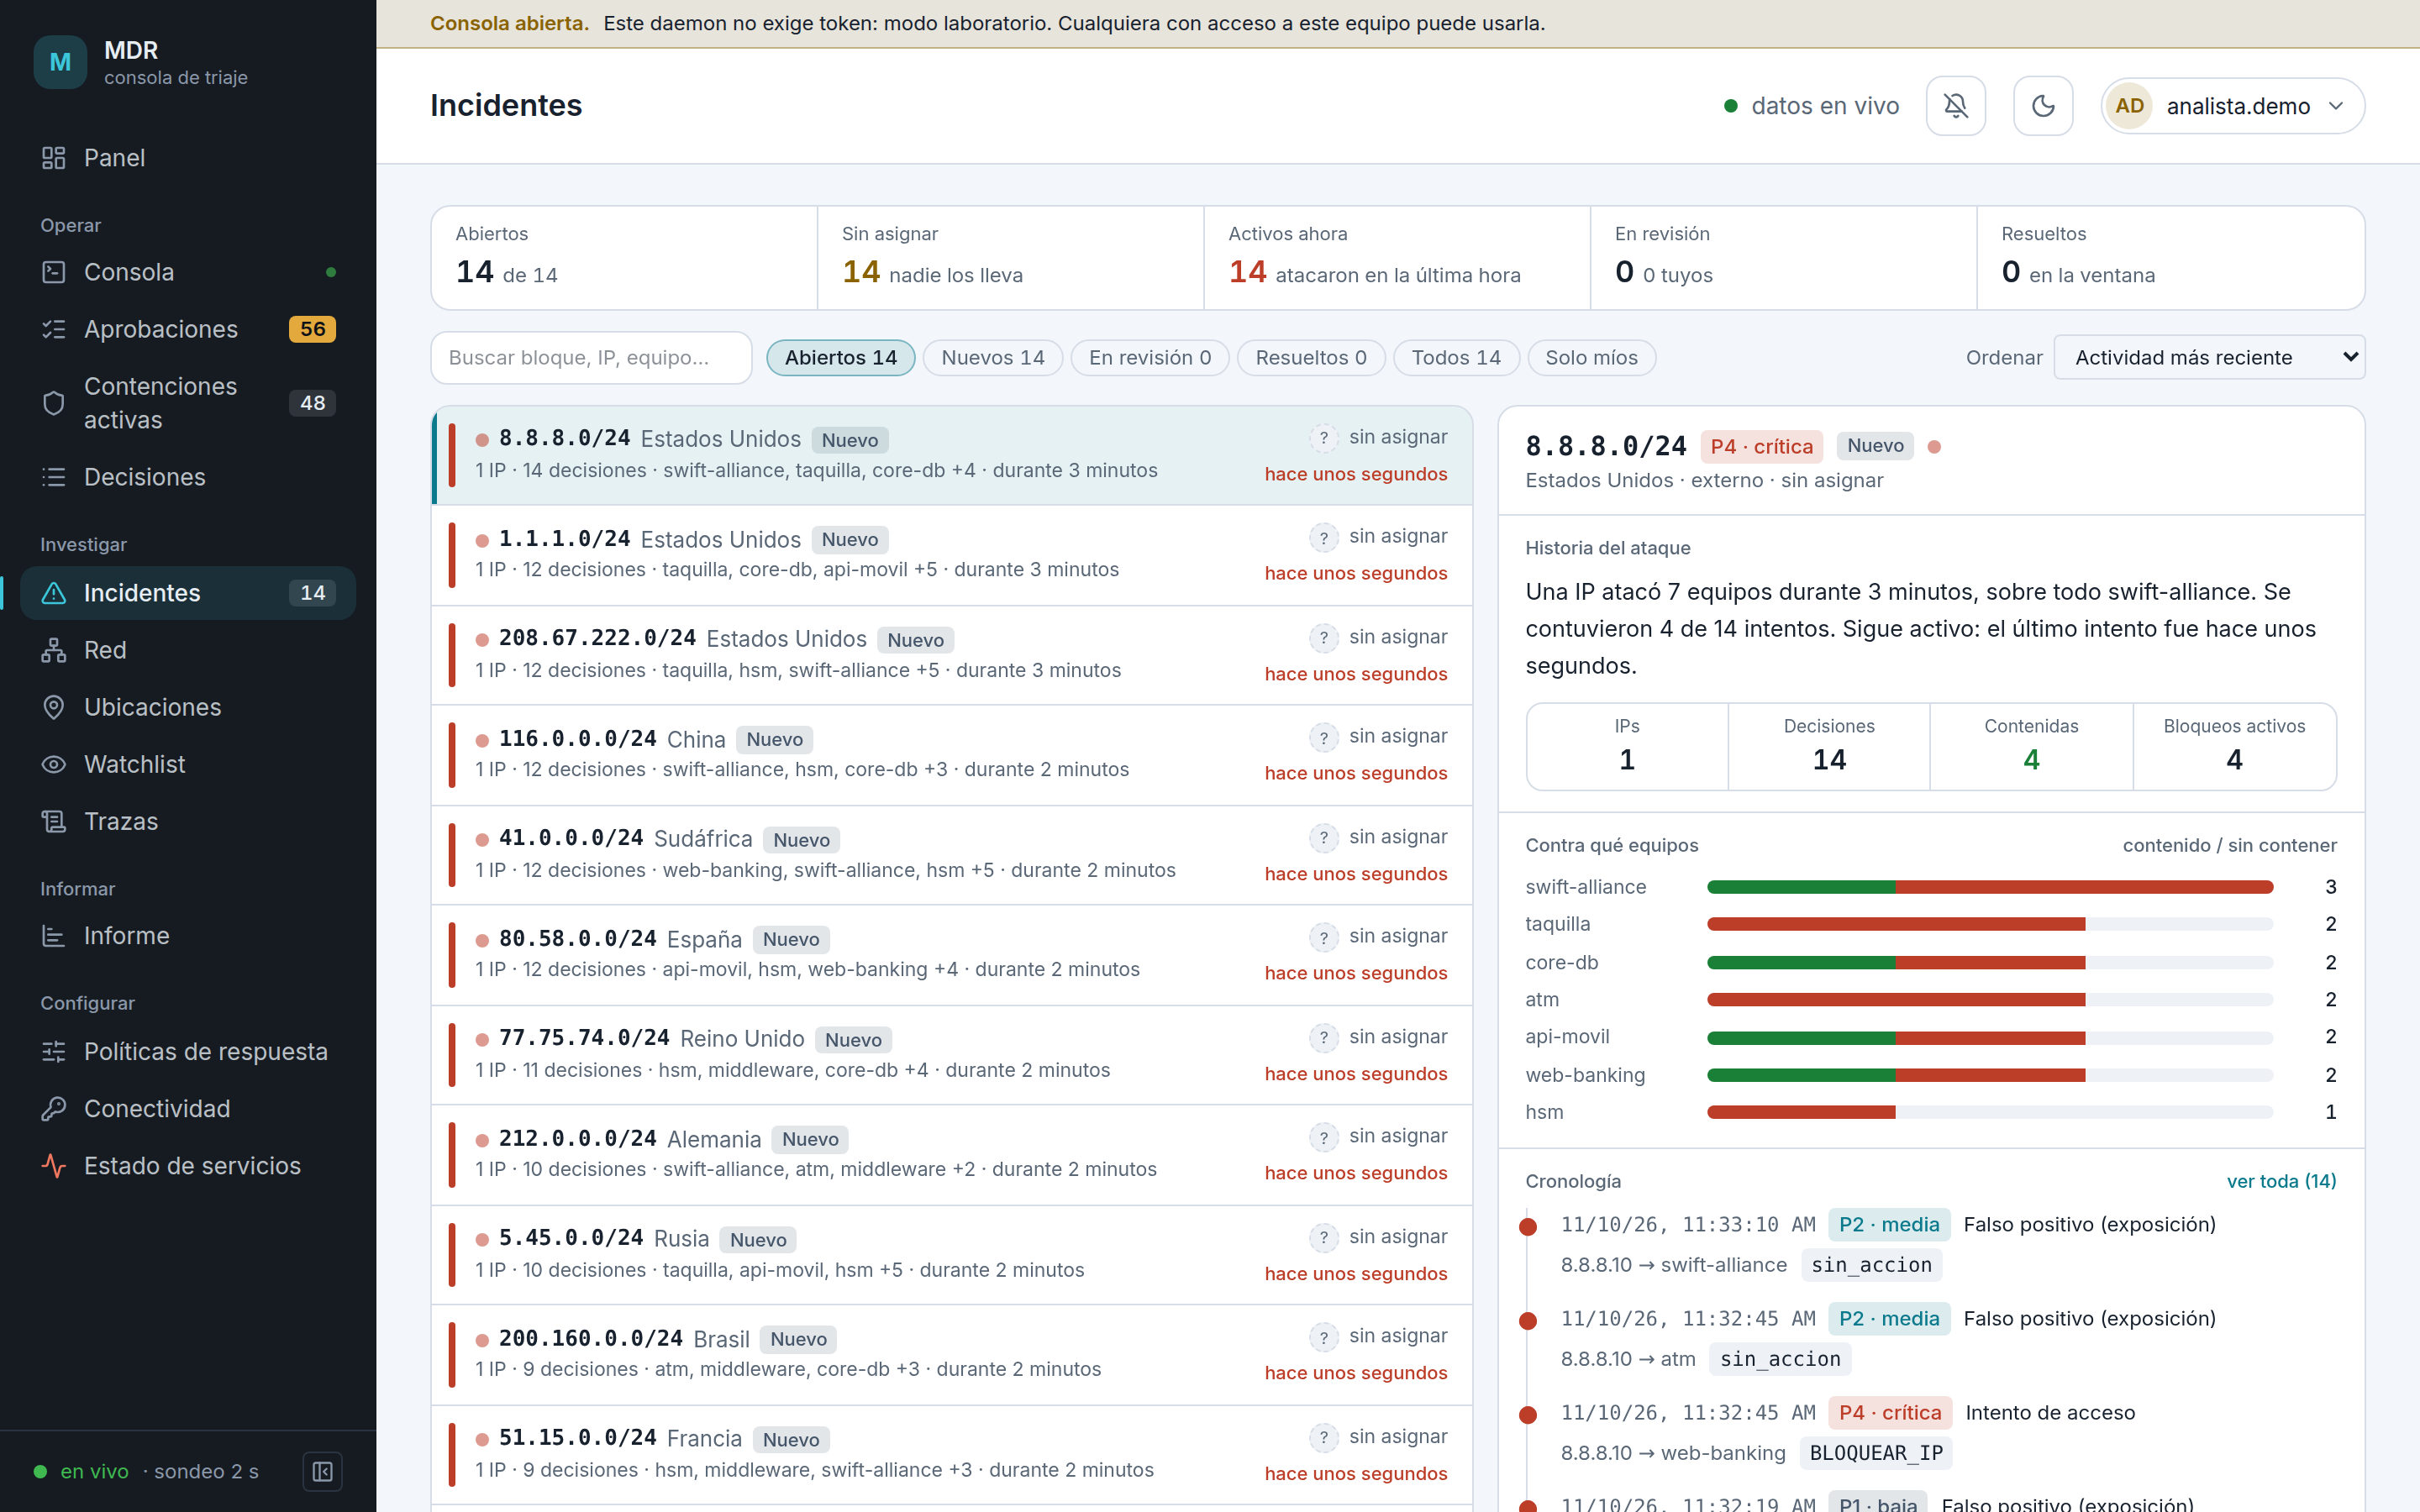 Consola abierta. Este daemon no exige token: modo laboratorio. Cualquiera con acceso a este equipo puede usarla.
M
MDR
consola de triaje
Panel
Operar
Consola
Aprobaciones 56
Contenciones activas 48
Decisiones
Investigar
Incidentes 14
Red
Ubicaciones
Watchlist
Trazas
Informar
Informe
Configurar
Políticas de respuesta
Conectividad
Estado de servicios
en vivo · sondeo 2 s
Incidentes
datos en vivo
AD analista.demo
Abiertos
14 de 14
Sin asignar
14 nadie los lleva
Activos ahora
14 atacaron en la última hora
En revisión
0 0 tuyos
Resueltos
0 en la ventana
Buscar bloque, IP, equipo...
Abiertos 14 Nuevos 14 En revisión 0 Resueltos 0 Todos 14 Solo míos
Ordenar Actividad más reciente
8.8.8.0/24 Estados Unidos Nuevo ? sin asignar
1 IP · 14 decisiones · swift-alliance, taquilla, core-db +4 · durante 3 minutos hace unos segundos
1.1.1.0/24 Estados Unidos Nuevo ? sin asignar
1 IP · 12 decisiones · taquilla, core-db, api-movil +5 · durante 3 minutos hace unos segundos
208.67.222.0/24 Estados Unidos Nuevo ? sin asignar
1 IP · 12 decisiones · taquilla, hsm, swift-alliance +5 · durante 3 minutos hace unos segundos
116.0.0.0/24 China Nuevo ? sin asignar
1 IP · 12 decisiones · swift-alliance, hsm, core-db +3 · durante 2 minutos hace unos segundos
41.0.0.0/24 Sudáfrica Nuevo ? sin asignar
1 IP · 12 decisiones · web-banking, swift-alliance, hsm +5 · durante 2 minutos hace unos segundos
80.58.0.0/24 España Nuevo ? sin asignar
1 IP · 12 decisiones · api-movil, hsm, web-banking +4 · durante 2 minutos hace unos segundos
77.75.74.0/24 Reino Unido Nuevo ? sin asignar
1 IP · 11 decisiones · hsm, middleware, core-db +4 · durante 2 minutos hace unos segundos
212.0.0.0/24 Alemania Nuevo ? sin asignar
1 IP · 10 decisiones · swift-alliance, atm, middleware +2 · durante 2 minutos hace unos segundos
5.45.0.0/24 Rusia Nuevo ? sin asignar
1 IP · 10 decisiones · taquilla, api-movil, hsm +5 · durante 2 minutos hace unos segundos
200.160.0.0/24 Brasil Nuevo ? sin asignar
1 IP · 9 decisiones · atm, middleware, core-db +3 · durante 2 minutos hace unos segundos
51.15.0.0/24 Francia Nuevo ? sin asignar
1 IP · 9 decisiones · hsm, middleware, swift-alliance +3 · durante 2 minutos hace unos segundos
8.8.8.0/24 P4 · crítica Nuevo
Estados Unidos · externo · sin asignar
Historia del ataque
Una IP atacó 7 equipos durante 3 minutos, sobre todo swift-alliance. Se
contuvieron 4 de 14 intentos. Sigue activo: el último intento fue hace unos
segundos.
IPs Decisiones Contenidas Bloqueos activos
1 14 4 4
Contra qué equipos contenido / sin contener
swift-alliance 3
taquilla 2
core-db 2
atm 2
api-movil 2
web-banking 2
hsm 1
Cronología ver toda (14)
11/10/26, 11:33:10 AM P2 · media Falso positivo (exposición)
8.8.8.10 → swift-alliance sin_accion
11/10/26, 11:32:45 AM P2 · media Falso positivo (exposición)
8.8.8.10 → atm sin_accion
11/10/26, 11:32:45 AM P4 · crítica Intento de acceso
8.8.8.10 → web-banking BLOQUEAR_IP
11/10/26, 11:32:19 AM P1 · baja Falso positivo (exposición)